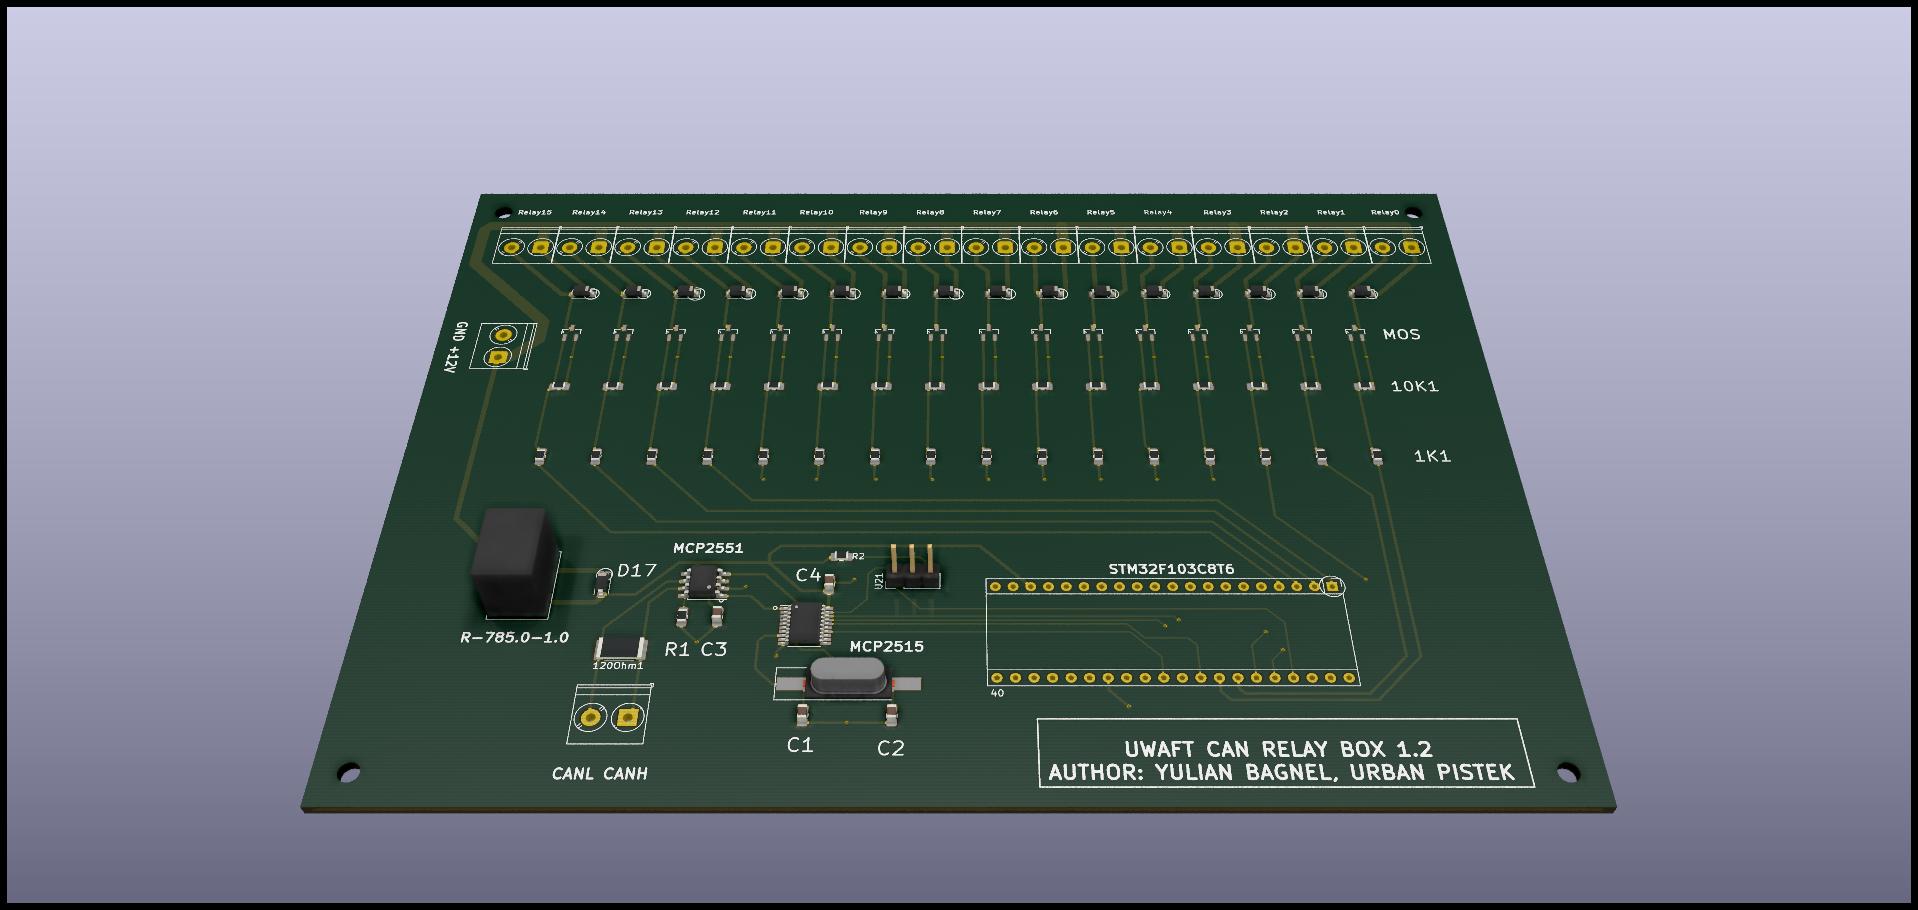 Relay15 Relay14 Relay13 Relay12 Relay11 Relay10 Relay9 Relay8 Relay7 Relay6 Relay5 Relay4 Relay3 Relay2 Relay1 Relay0
GND +12V
MOS
10K1
1K1
MCP2551
R2
C4
D17
U21
STM32F103C8T6
R-785.0-1.0
R1 C3
MCP2515
120Ohm1
40
C1
C2
CANL CANH
UWAFT CAN RELAY BOX 1.2
AUTHOR: YULIAN BAGNEL, URBAN PISTEK